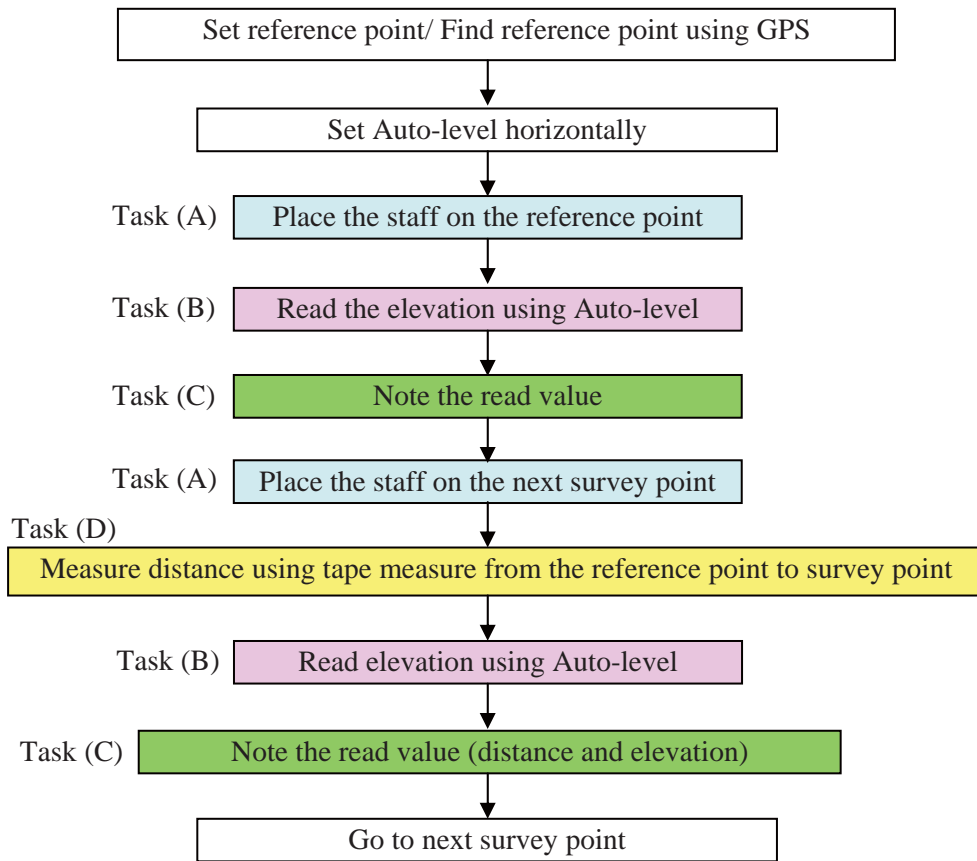 Set reference point/ Find reference point using GPS
Set Auto-level horizontally
Task (A)
Place the staff on the reference point
Task (B)
Read the elevation using Auto-level
Task (C)
Note the read value
Task (A)
Place the staff on the next survey point
Task (D)
Measure distance using tape measure from the reference point to survey point
Task (B)
Read elevation using Auto-level
Task (C)
Note the read value (distance and elevation)
Go to next survey point